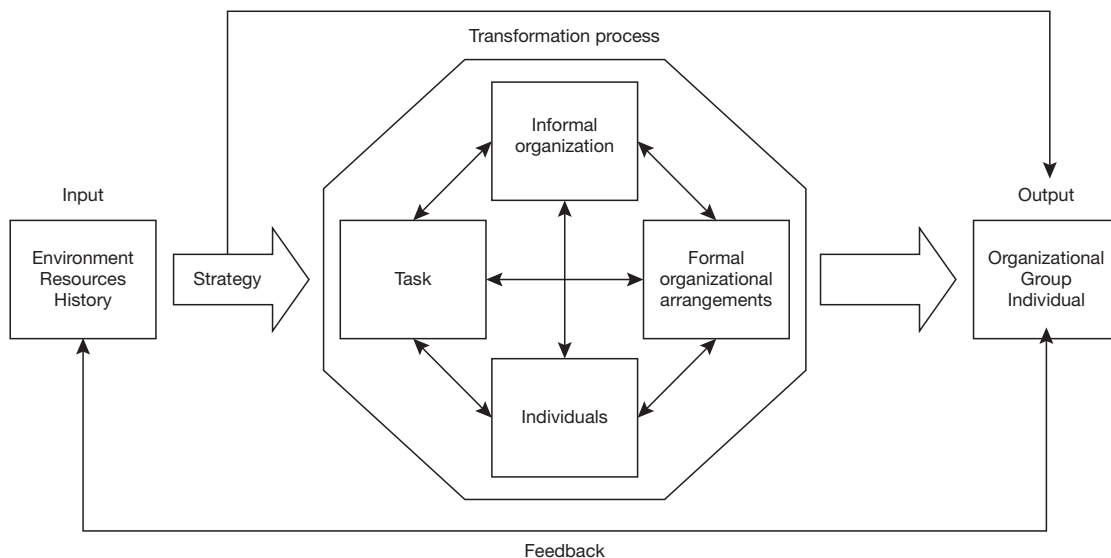 Transformation process
Informal
organization
Input
Output
Environment
Resources
History
Strategy
Task
Formal
organizational
arrangements
Organizational
Group
Individual
Individuals
Feedback